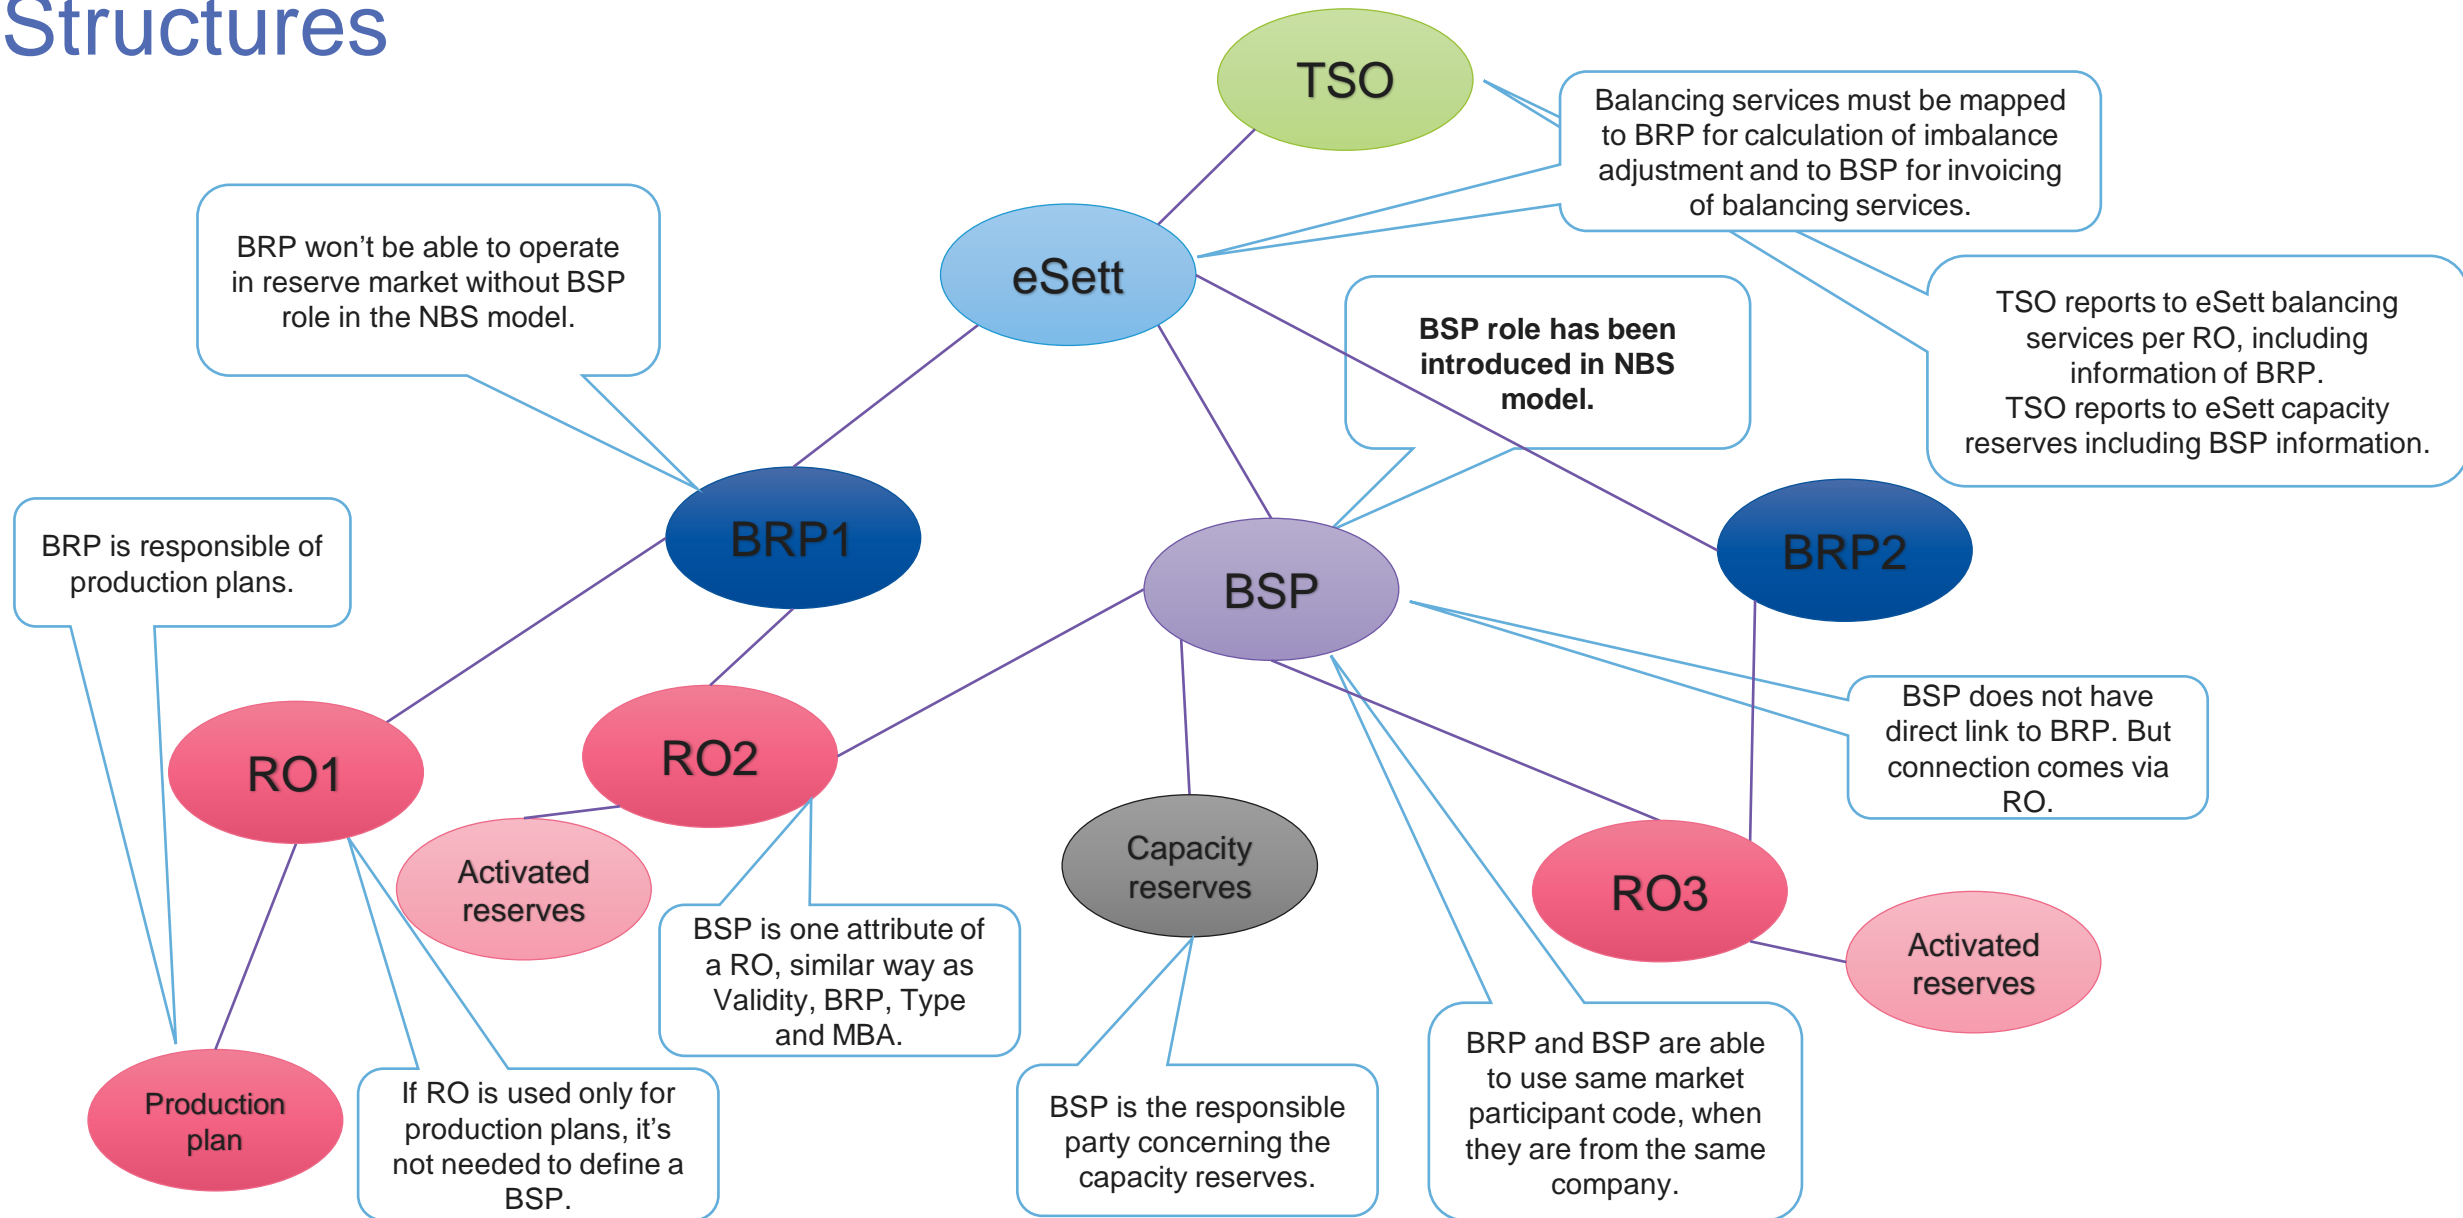 Structures
TSO
Balancing services must be mapped
to BRP for calculation of imbalance
adjustment and to BSP for invoicing
of balancing services.
BRP won't be able to operate
in reserve market without BSP
role in the NBS model.
eSett
BSP role has been
introduced in NBS
model.
TSO reports to eSett balancing
services per RO, including
information of BRP.
TSO reports to eSett capacity
reserves including BSP information.
BRP is responsible of
production plans.
BRP1
BSP
BRP2
BSP does not have
direct link to BRP. But
connection comes via
RO.
RO1
RO2
Activated
reserves
Capacity
reserves
RO3
Activated
reserves
BSP is one attribute of
a RO, similar way as
Validity, BRP, Type
and MBA.
Production
plan
If RO is used only for
production plans, it's
not needed to define a
BSP.
BSP is the responsible
party concerning the
capacity reserves.
BRP and BSP are able
to use same market
participant code, when
they are from the same
company.